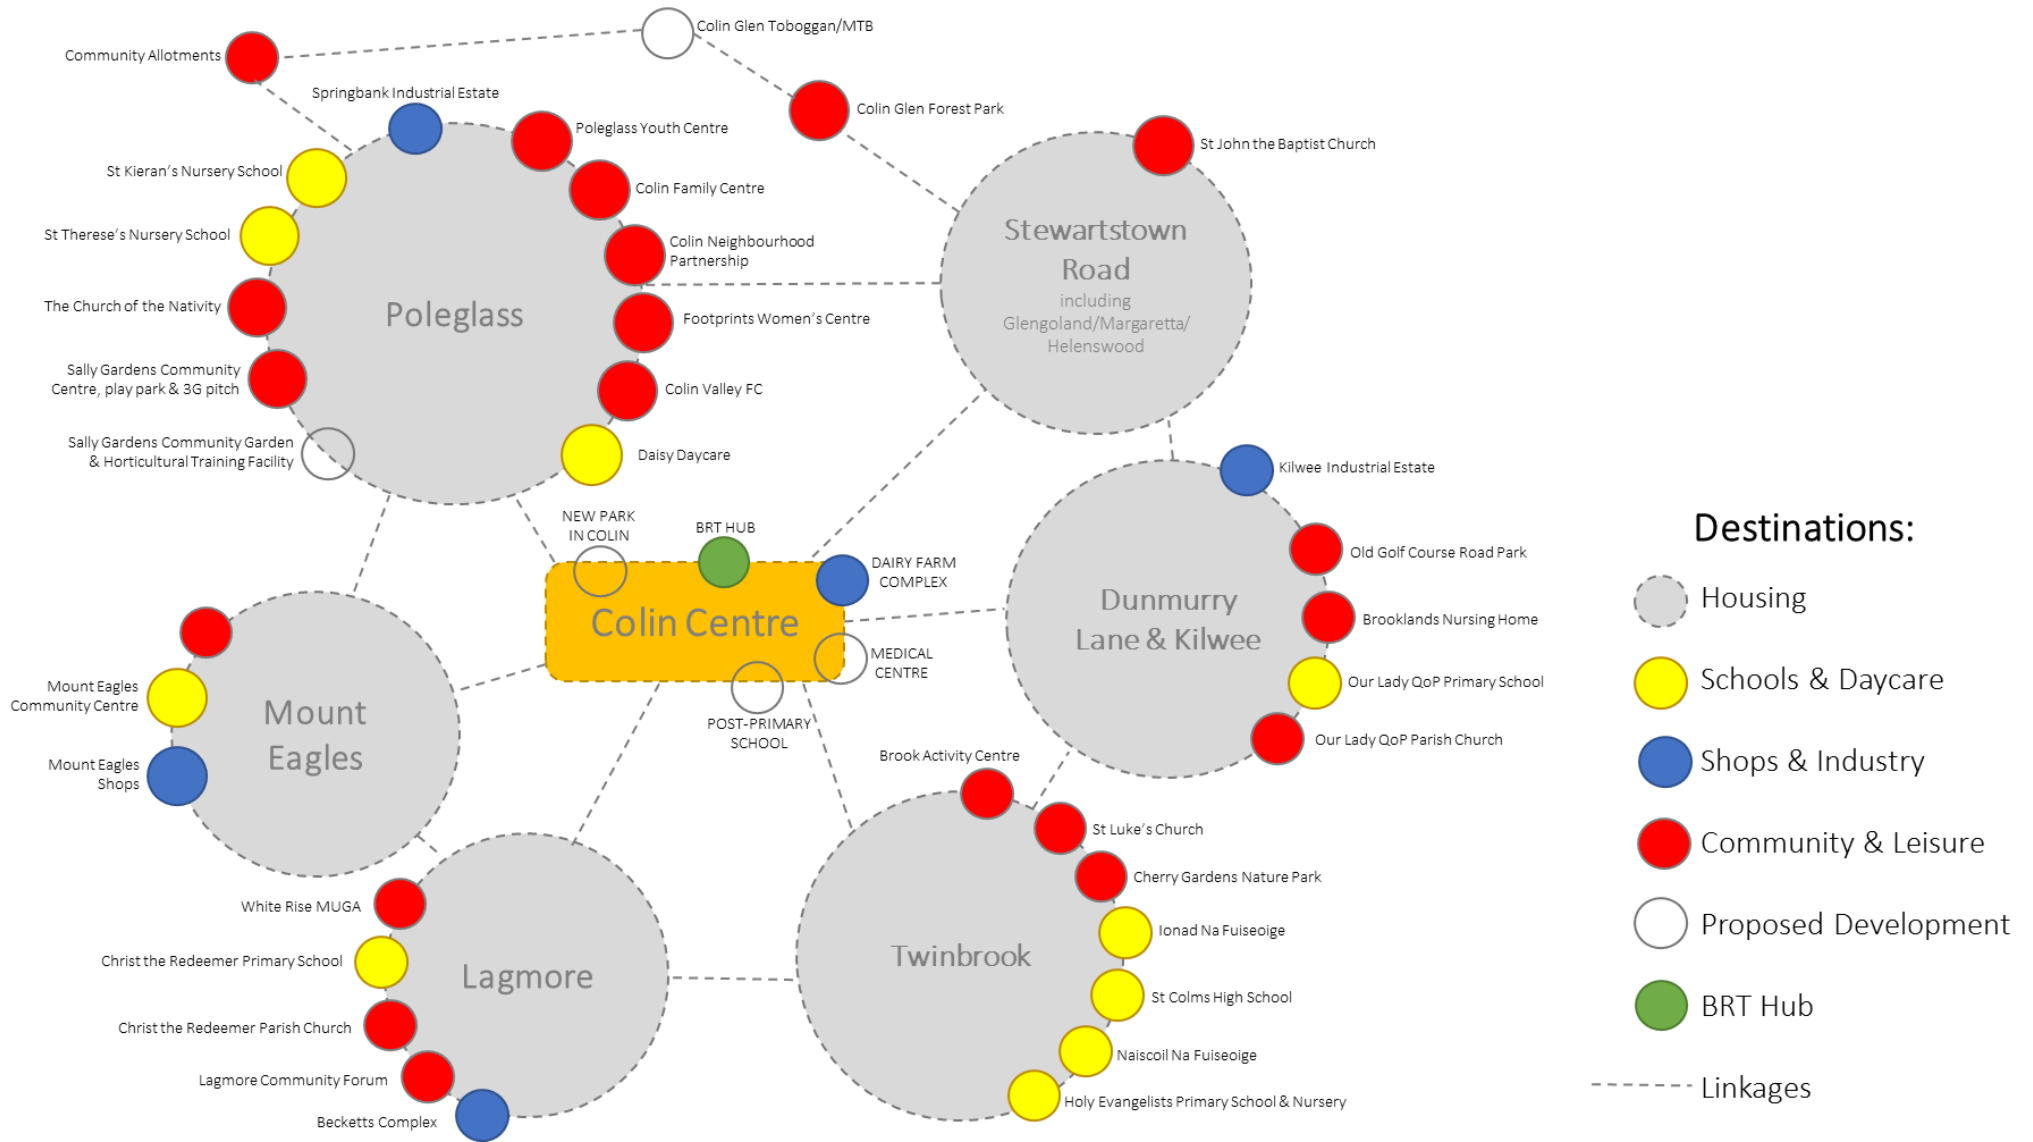 Colin Glen Toboggan/MTB
Community Allotments
Springbank Industrial Estate
Colin Glen Forest Park
Poleglass Youth Centre
St John the Baptist Church
St Kieran's Nursery School
Colin Family Centre
St Therese's Nursery School
Colin Neighbourhood
Partnership
Stewartstown
Road
including
Glengoland/Margaretta/
Helenswood
The Church of the Nativity
Poleglass
Footprints Women's Centre
Sally Gardens Community
Centre, play park & 3G pitch
Colin Valley FC
Sally Gardens Community Garden
& Horticultural Training Facility
Daisy Daycare
Kilwee Industrial Estate
NEW PARK
IN COLIN
BRT HUB
DAIRY FARM
COMPLEX
Old Golf Course Road Park
Colin Centre
Dunmurry
Lane & Kilwee
Brooklands Nursing Home
MEDICAL
CENTRE
Our Lady QoP Primary School
Mount Eagles
Community Centre
Mount
Eagles
POST-PRIMARY
SCHOOL
Our Lady QoP Parish Church
Mount Eagles
Shops
Brook Activity Centre
St Luke's Church
Cherry Gardens Nature Park
White Rise MUGA
Ionad Na Fuiseoige
Christ the Redeemer Primary School
Lagmore
Twinbrook
St Colms High School
Christ the Redeemer Parish Church
Naiscoil Na Fuiseoige
Lagmore Community Forum
Holy Evangelists Primary School & Nursery
Becketts Complex
Destinations:
Housing
Schools & Daycare
Shops & Industry
Community & Leisure
Proposed Development
BRT Hub
Linkages